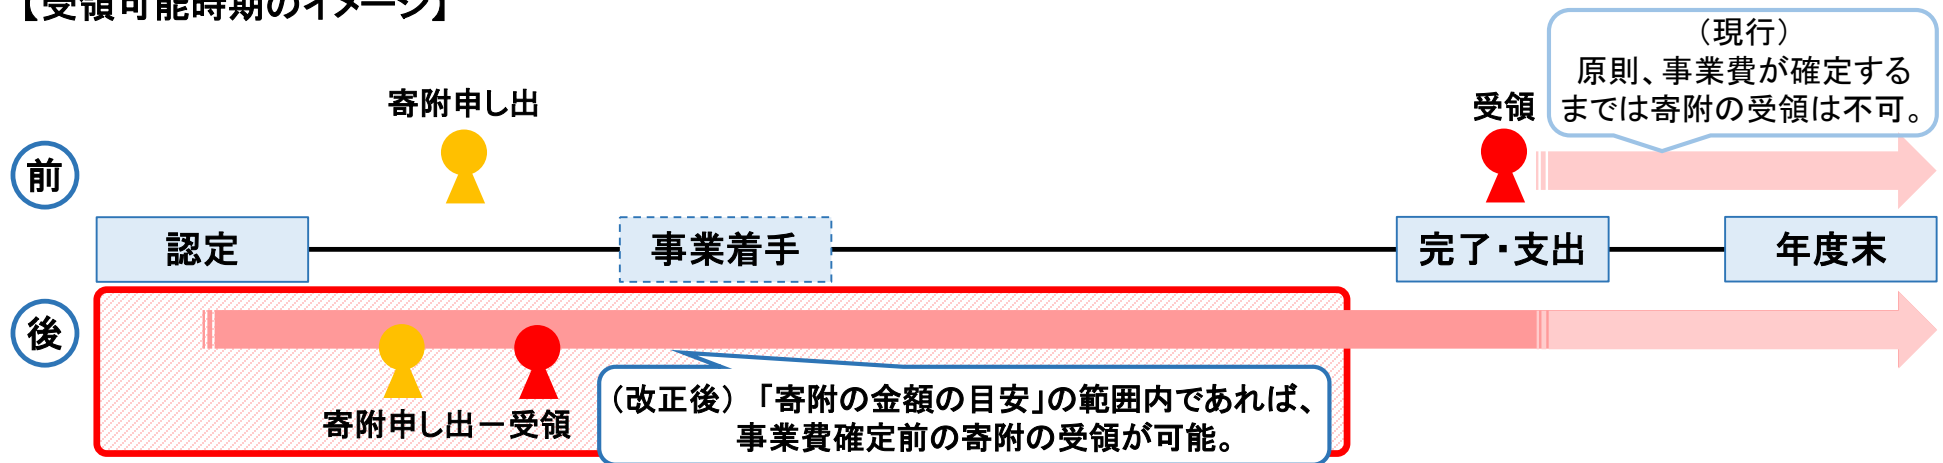 【受領可能時期のイメージ】
(現行)
原則、事業費が確定する
までは寄附の受領は不可。
寄附申し出
受領
前
認定
事業着手
完了・支出
年度末
後
寄附申し出ー受領
(改正後)「寄附の金額の目安」の範囲内であれば、
事業費確定前の寄附の受領が可能。